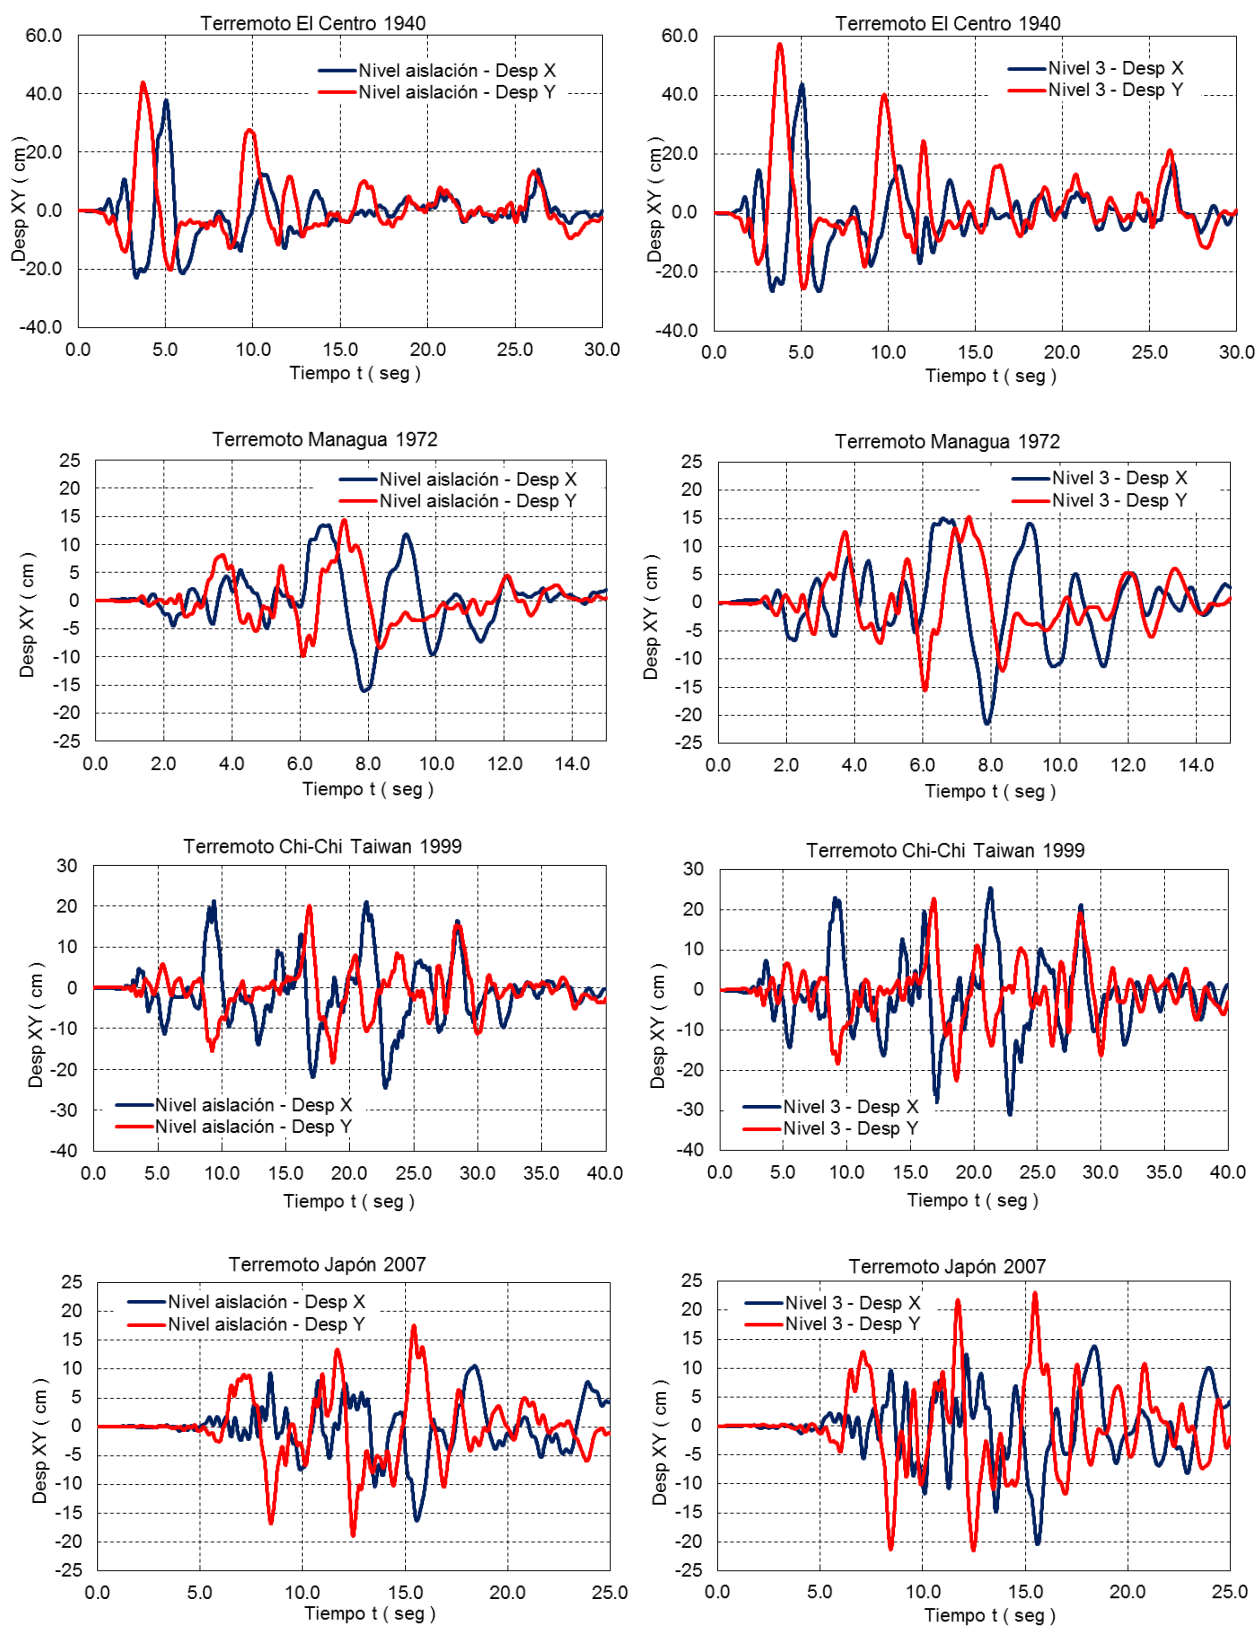 Terremoto El Centro 1940
60.0
40.0
20.0
0.0
-20.0
-40.0
Desp XY ( cm )
Nivel aislación - Desp X
Nivel aislación - Desp Y
0.0 5.0 10.0 15.0 20.0 25.0 30.0
Tiempo t ( seg )
Terremoto El Centro 1940
60.0
40.0
20.0
0.0
-20.0
-40.0
Desp XY ( cm )
Nivel 3 - Desp X
Nivel 3 - Desp Y
0.0 5.0 10.0 15.0 20.0 25.0 30.0
Tiempo t ( seg )
Terremoto Managua 1972
25
20
15
10
5
0
-5
-10
-15
-20
-25
Desp XY ( cm )
Nivel aislación - Desp X
Nivel aislación - Desp Y
0.0 2.0 4.0 6.0 8.0 10.0 12.0 14.0
Tiempo t ( seg )
Terremoto Managua 1972
25
20
15
10
5
0
-5
-10
-15
-20
-25
Desp XY ( cm )
Nivel 3 - Desp X
Nivel 3 - Desp Y
0.0 2.0 4.0 6.0 8.0 10.0 12.0 14.0
Tiempo t ( seg )
Terremoto Chi-Chi Taiwan 1999
30
20
10
0
-10
-20
-30
-40
Desp XY ( cm )
Nivel aislación - Desp X
Nivel aislación - Desp Y
0.0 5.0 10.0 15.0 20.0 25.0 30.0 35.0 40.0
Tiempo t ( seg )
Terremoto Chi-Chi Taiwan 1999
30
20
10
0
-10
-20
-30
-40
Desp XY ( cm )
Nivel 3 - Desp X
Nivel 3 - Desp Y
0.0 5.0 10.0 15.0 20.0 25.0 30.0 35.0 40.0
Tiempo t ( seg )
Terremoto Japón 2007
25
20
15
10
5
0
-5
-10
-15
-20
-25
Desp XY ( cm )
Nivel aislación - Desp X
Nivel aislación - Desp Y
0.0 5.0 10.0 15.0 20.0 25.0
Tiempo t ( seg )
Terremoto Japón 2007
25
20
15
10
5
0
-5
-10
-15
-20
-25
Desp XY ( cm )
Nivel 3 - Desp X
Nivel 3 - Desp Y
0.0 5.0 10.0 15.0 20.0 25.0
Tiempo t ( seg )